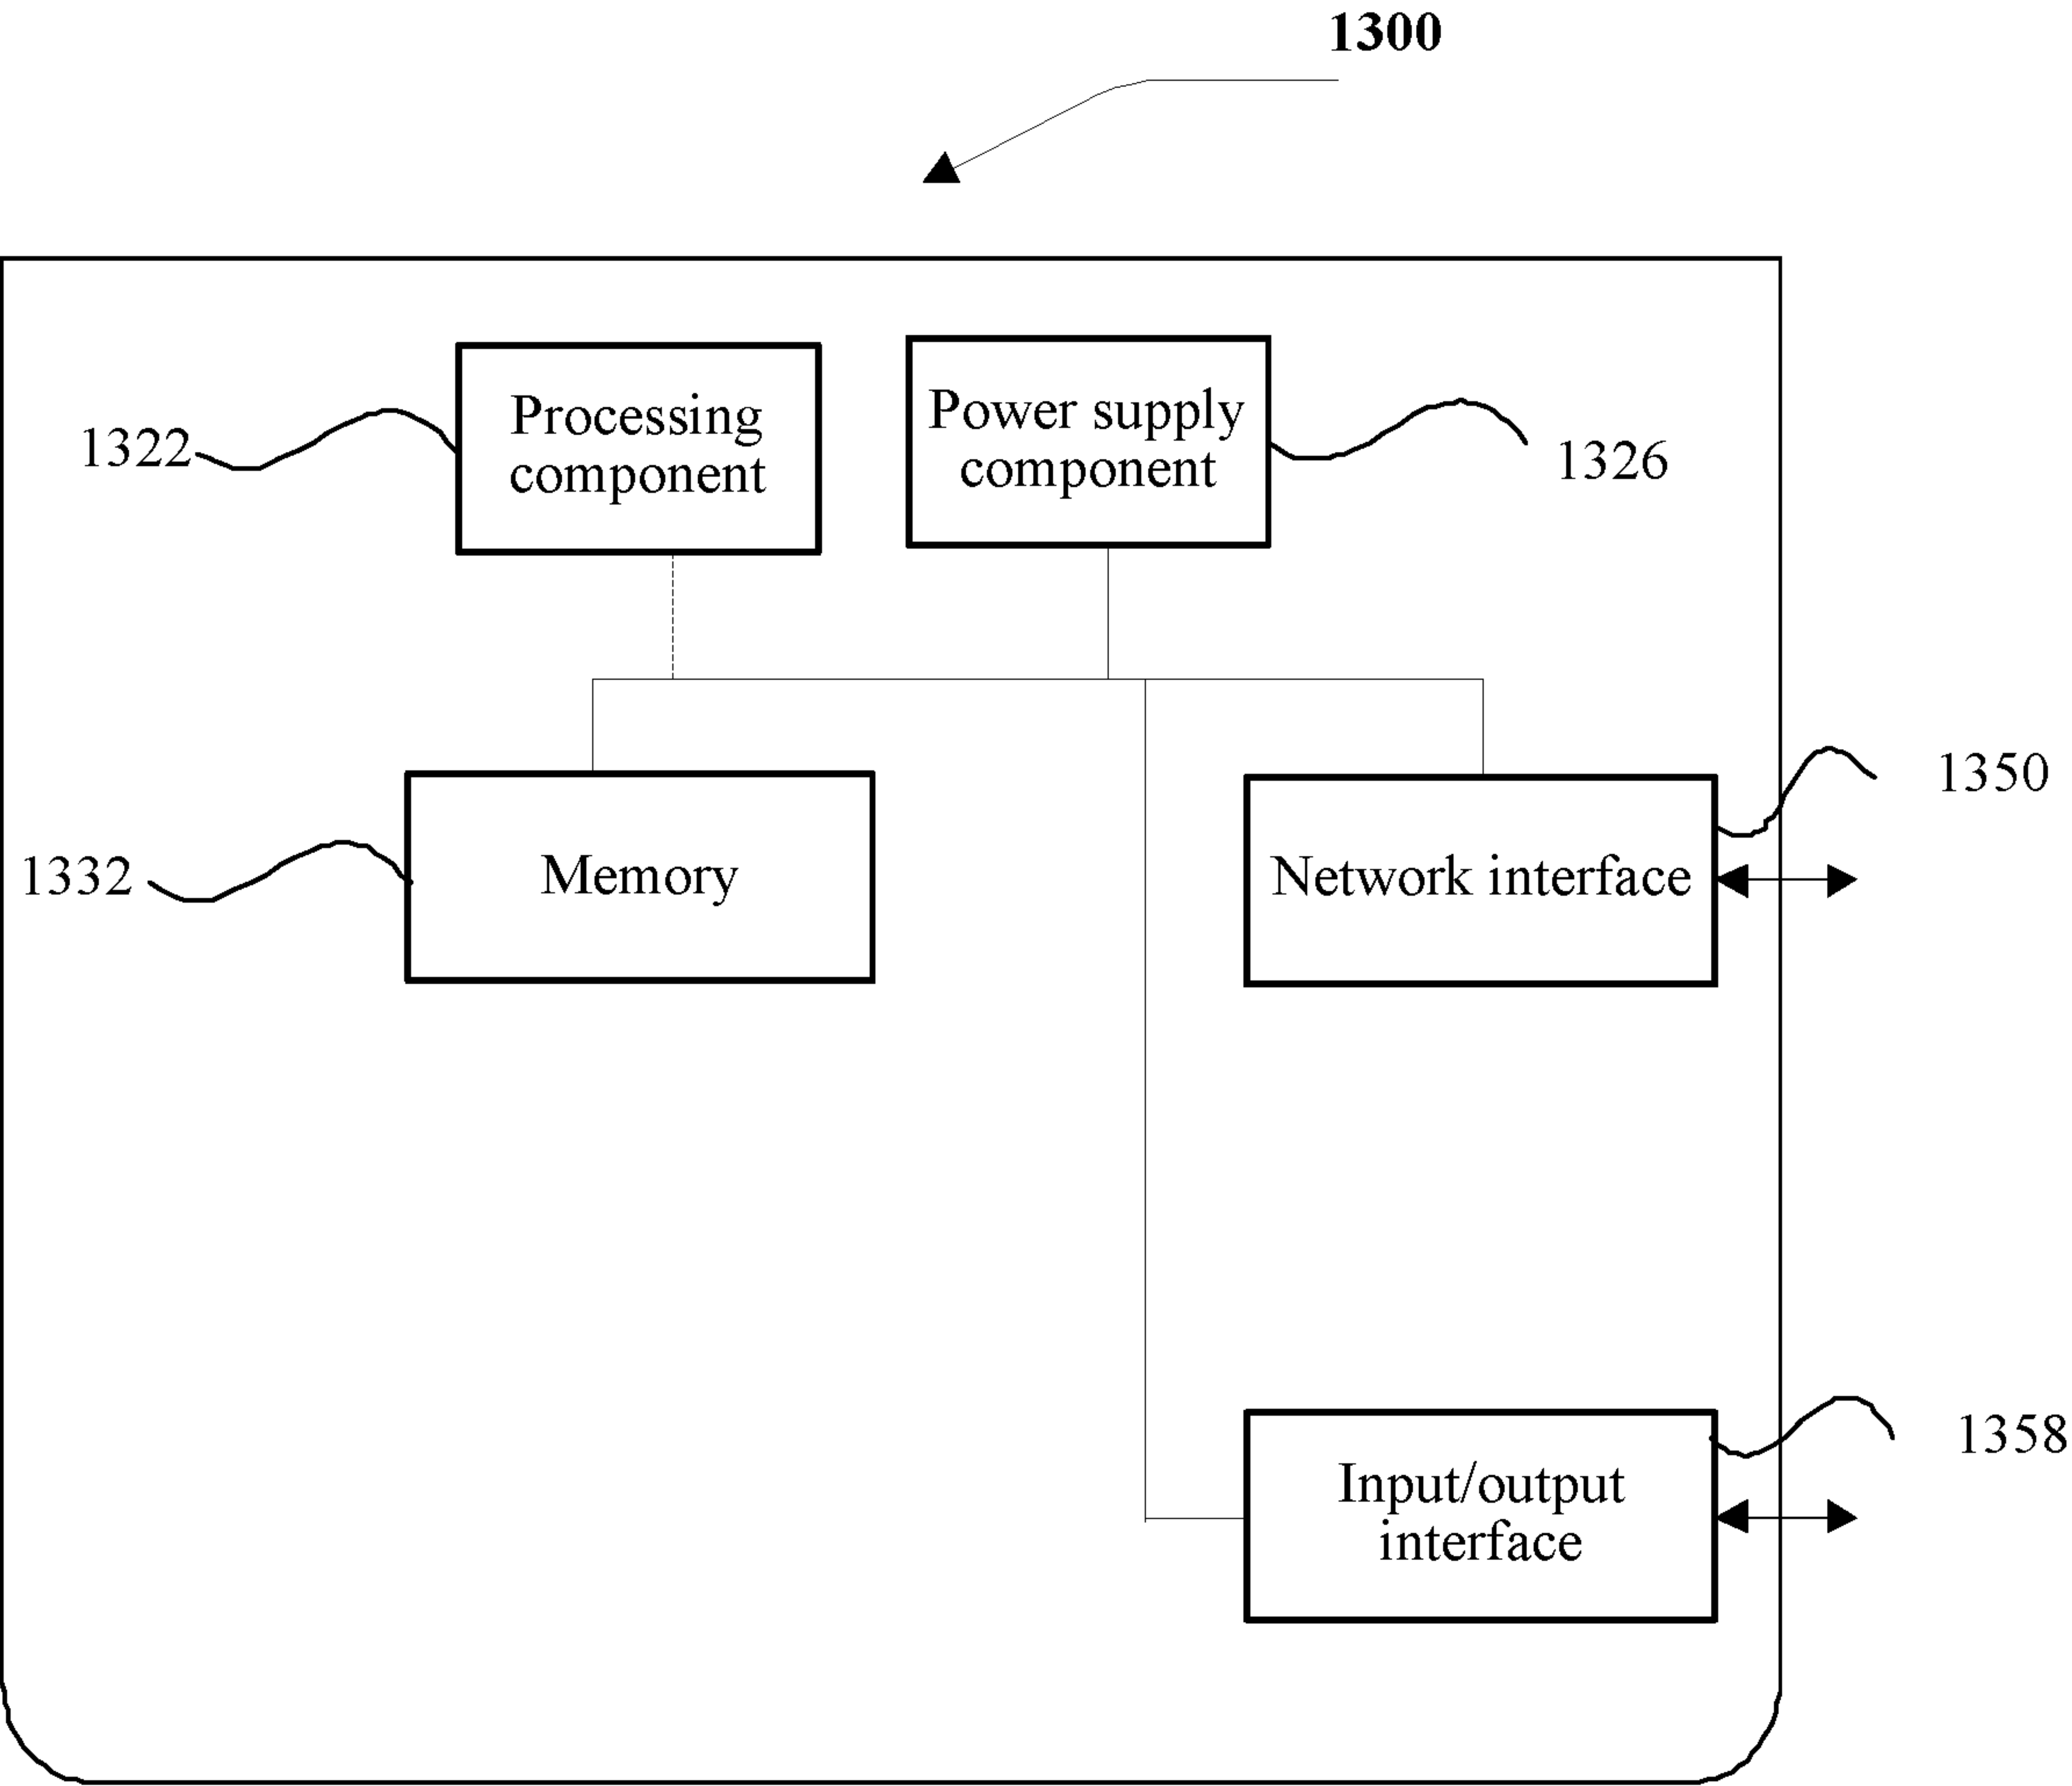 1300
Processing
component
Power supply
component
1322
1326
1350
Memory
Network interface
1332
1358
Input/output
interface